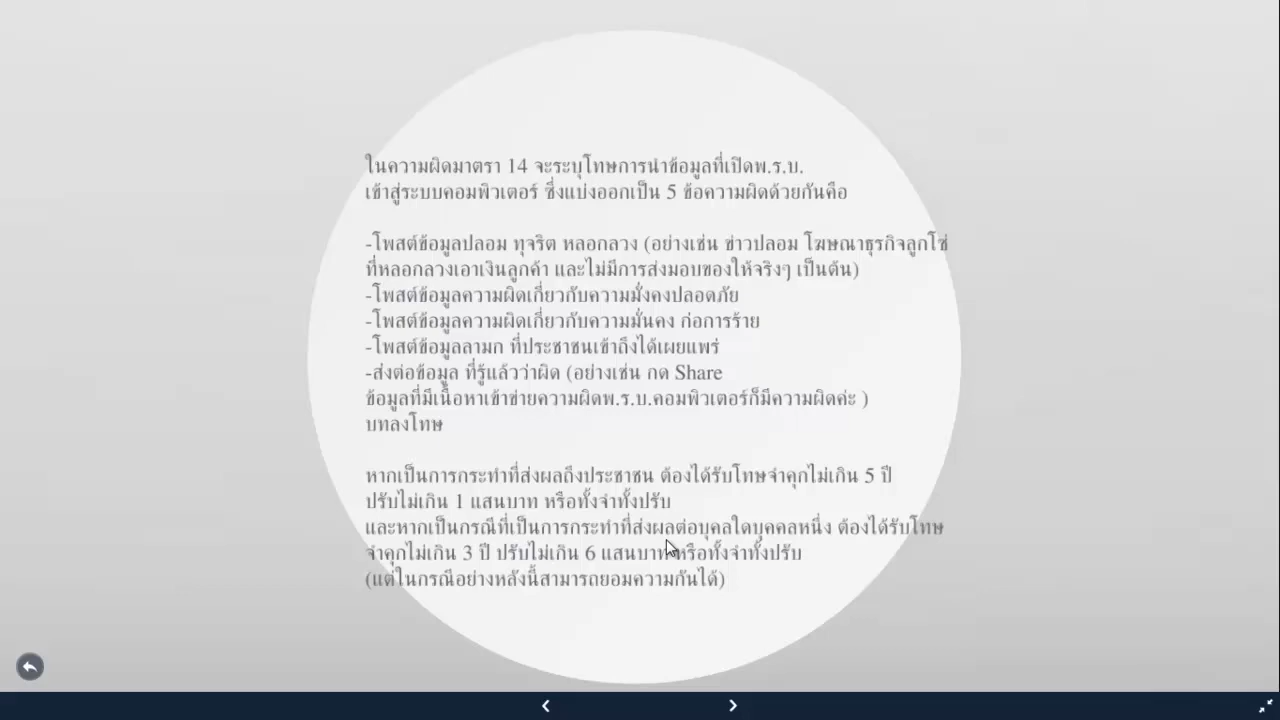 ในความผิดมาตรา 14 จะระบุโทษการนำข้อมูลที่เปิดพ.ร.บ.
เข้าสู่ระบบคอมพิวเตอร์ ซึ่งแบ่งออกเป็น 5 ข้อความผิดด้วยกันคือ
-โพสต์ข้อมูลปลอม ทุจริต หลอกลวง (อย่างเช่น ข่าวปลอม โฆษณาธุรกิจลูกโซ่
ที่หลอกลวงเอาเงินลูกค้า และไม่มีการส่งมอบของให้จริงๆ เป็นต้น)
-โพสต์ข้อมูลความผิดเกี่ยวกับความมั่งคงปลอดภัย
-โพสต์ข้อมูลความผิดเกี่ยวกับความมั่นคง ก่อการร้าย
-โพสต์ข้อมูลลามก ที่ประชาชนเข้าถึงได้เผยแพร่
-ส่งต่อข้อมูล ที่รู้แล้วว่าผิด (อย่างเช่น กด Share
ข้อมูลที่มีเนื้อหาเข้าข่ายความผิดพ.ร.บ.คอมพิวเตอร์ก็มีความผิดค่ะ )
บทลงโทษ
หากเป็นการกระทำที่ส่งผลถึงประชาชน ต้องได้รับโทษจำคุกไม่เกิน 5 ปี
ปรับไม่เกิน 1 แสนบาท หรือทั้งจำทั้งปรับ
และหากเป็นกรณีที่เป็นการกระทำที่ส่งผลต่อบุคลใดบุคคลหนึ่ง ต้องได้รับโทษ
จำคุกไม่เกิน 3 ปี ปรับไม่เกิน 6 แสนบาทหรือทั้งจำทั้งปรับ
(แต่ในกรณีอย่างหลังนี้สามารถยอมความกันได้)